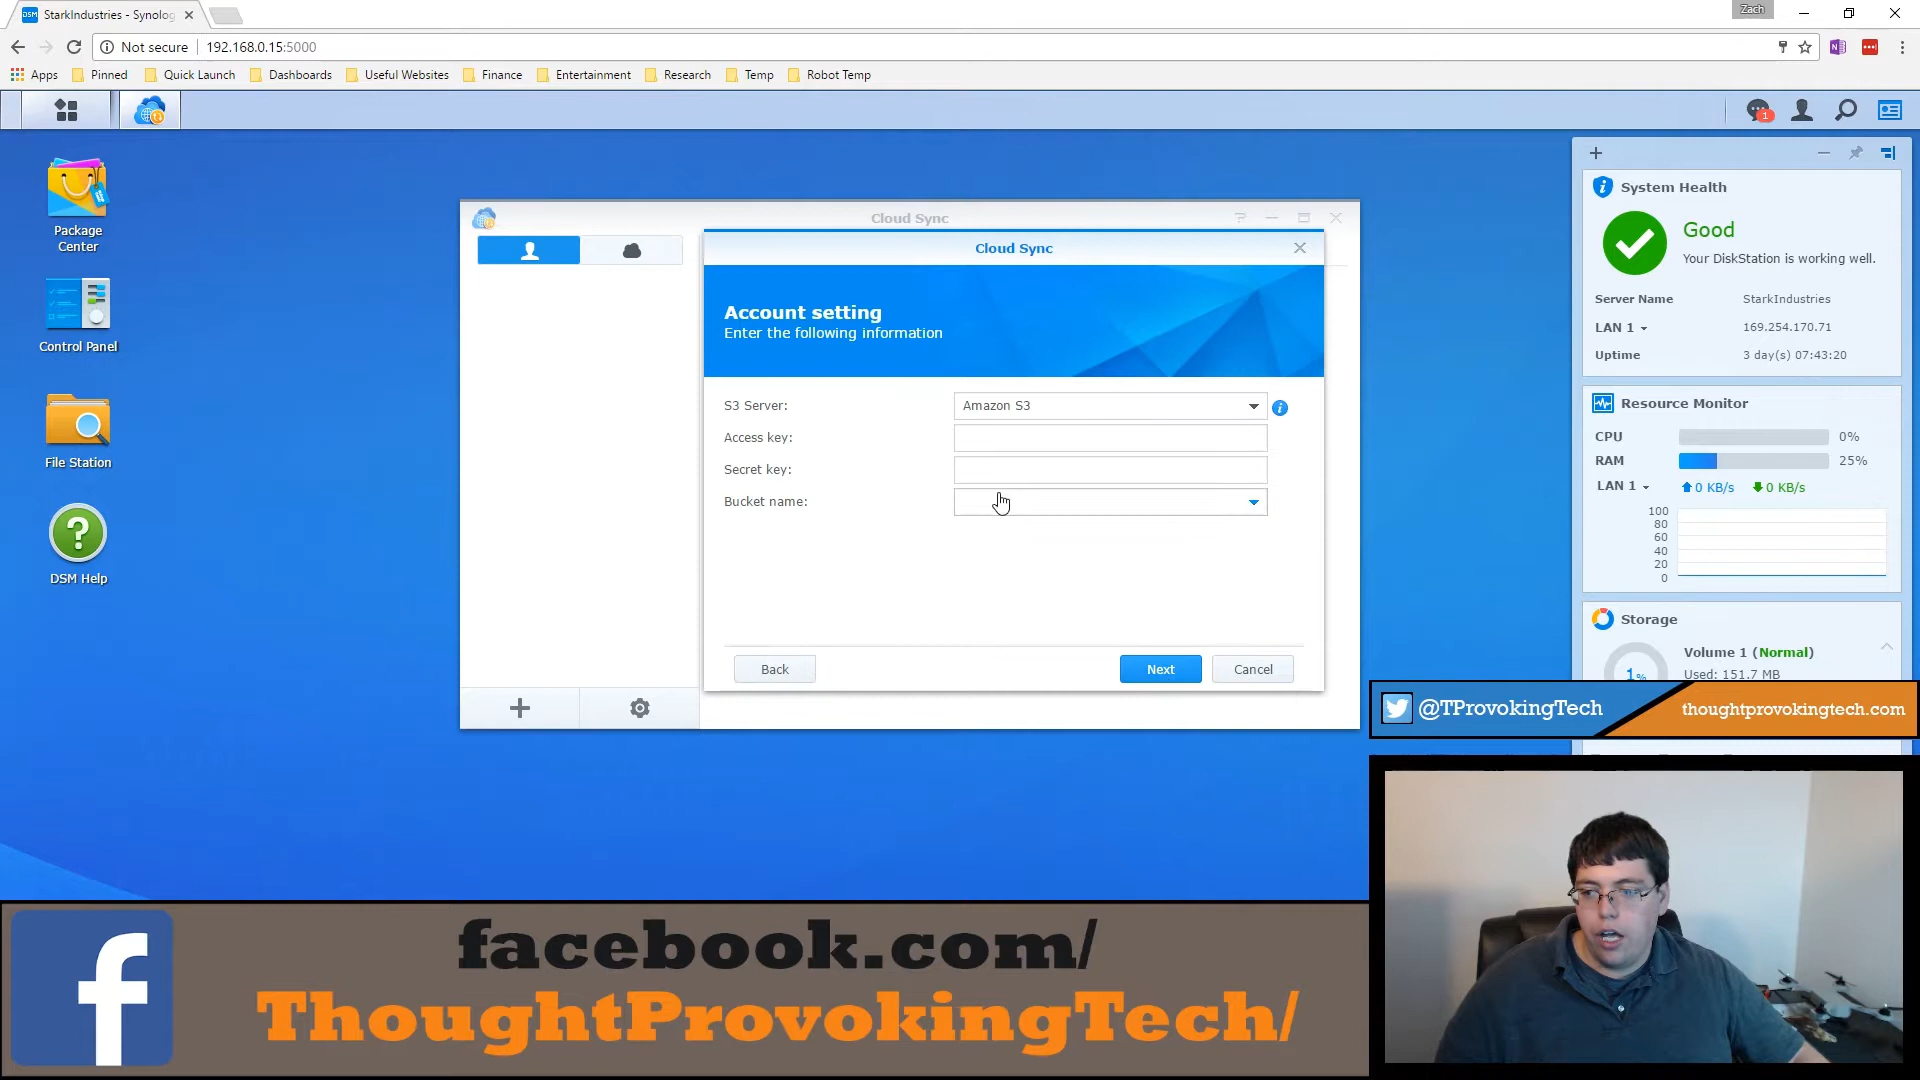 DSM StarkIndustries - Synolog
Zach
Not secure 192.168.0.15:5000
Apps Pinned Quick Launch Dashboards Useful Websites Finance Entertainment Research Temp Robot Temp
1
Package
Center
Control Panel
File Station
?
DSM Help
Cloud Sync
Cloud Sync
Account setting
Enter the following information
S3 Server: Amazon S3
Access key:
Secret key:
Bucket name:
Back Next Cancel
System Health
Good
Your DiskStation is working well.
Server Name StarkIndustries
LAN 1 169.254.170.71
Uptime 3 day(s) 07:43:20
Resource Monitor
CPU 0%
RAM 25%
LAN 1 0 KB/s 0 KB/s
100
80
60
40
20
0
Storage
Volume 1 (Normal)
1% Used: 151.7 MB
@TProvokingTech thoughtprovokingtech.com
f
facebook.com/
ThoughtProvokingTech/